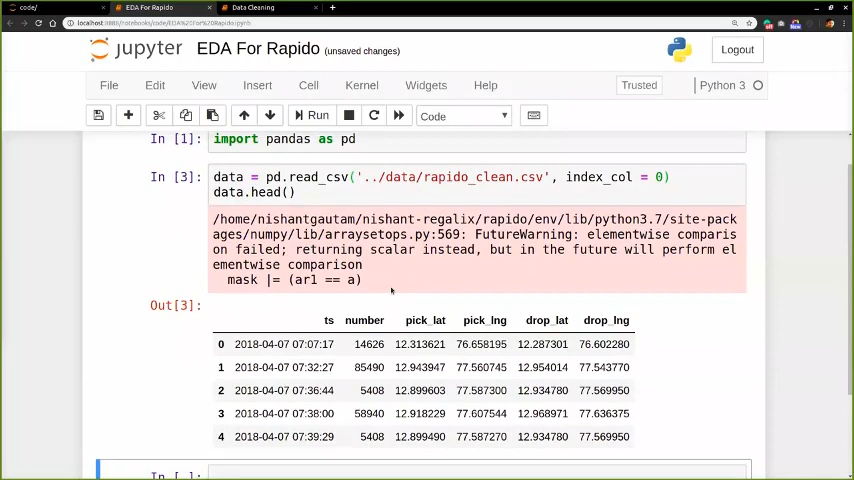 code/
EDA For Rapido
Data Cleaning
jupyter EDA For Rapido (unsaved changes)
Logout
File Edit View Insert Cell Kernel Widgets Help
Trusted
Python 3
Run
Code
In [1]: import pandas as pd
In [3]: data = pd.read_csv('../data/rapido_clean.csv', index_col = 0)
data.head()
/home/nishantgautam/nishant-regalix/rapido/env/lib/python3.7/site-pack
ages/numpy/lib/arraysetops.py:569: FutureWarning: elementwise comparis
on failed; returning scalar instead, but in the future will perform el
ementwise comparison
mask |= (ar1 == a)
Out[3]:
ts number pick_lat pick_lng drop_lat drop_lng
0 2018-04-07 07:07:17 14626 12.313621 76.658195 12.287301 76.602280
1 2018-04-07 07:32:27 85490 12.943947 77.560745 12.954014 77.543770
2 2018-04-07 07:36:44 5408 12.899603 77.587300 12.934780 77.569950
3 2018-04-07 07:38:00 58940 12.918229 77.607544 12.968971 77.636375
4 2018-04-07 07:39:29 5408 12.899490 77.587270 12.934780 77.569950
In [ ]: